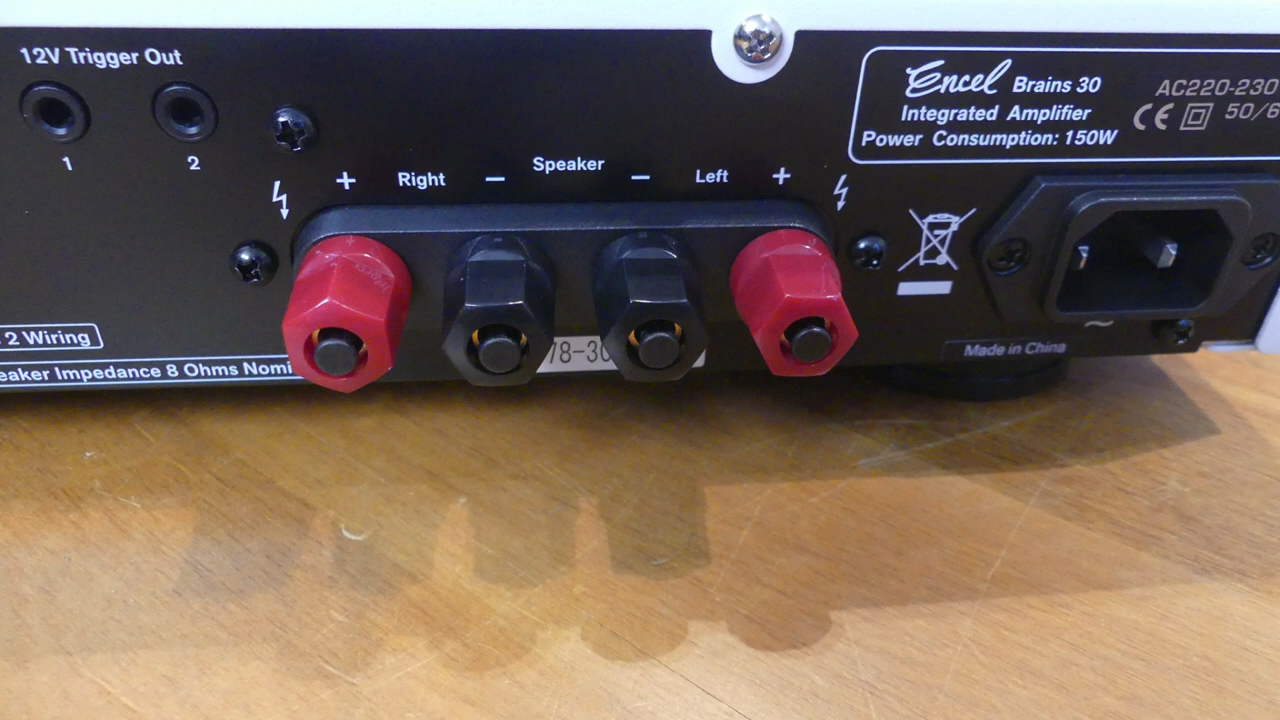 12V Trigger Out
1
2
Encel Brains 30
Integrated Amplifier
Power Consumption: 150W
AC220-230
CE 50/6
Speaker
+ Right − − Left +
2 Wiring
eaker Impedance 8 Ohms Nomi
78-30
~
Made in China